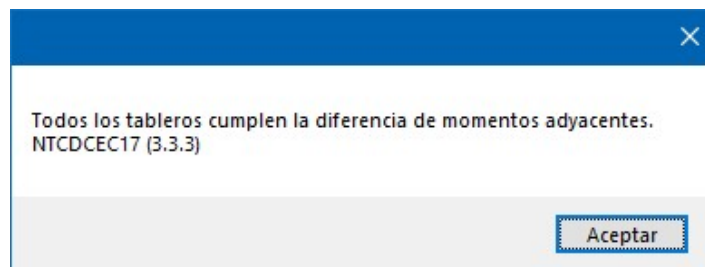 Todos los tableros cumplen la diferencia de momentos adyacentes.
NTCDCEC17 (3.3.3)
Aceptar